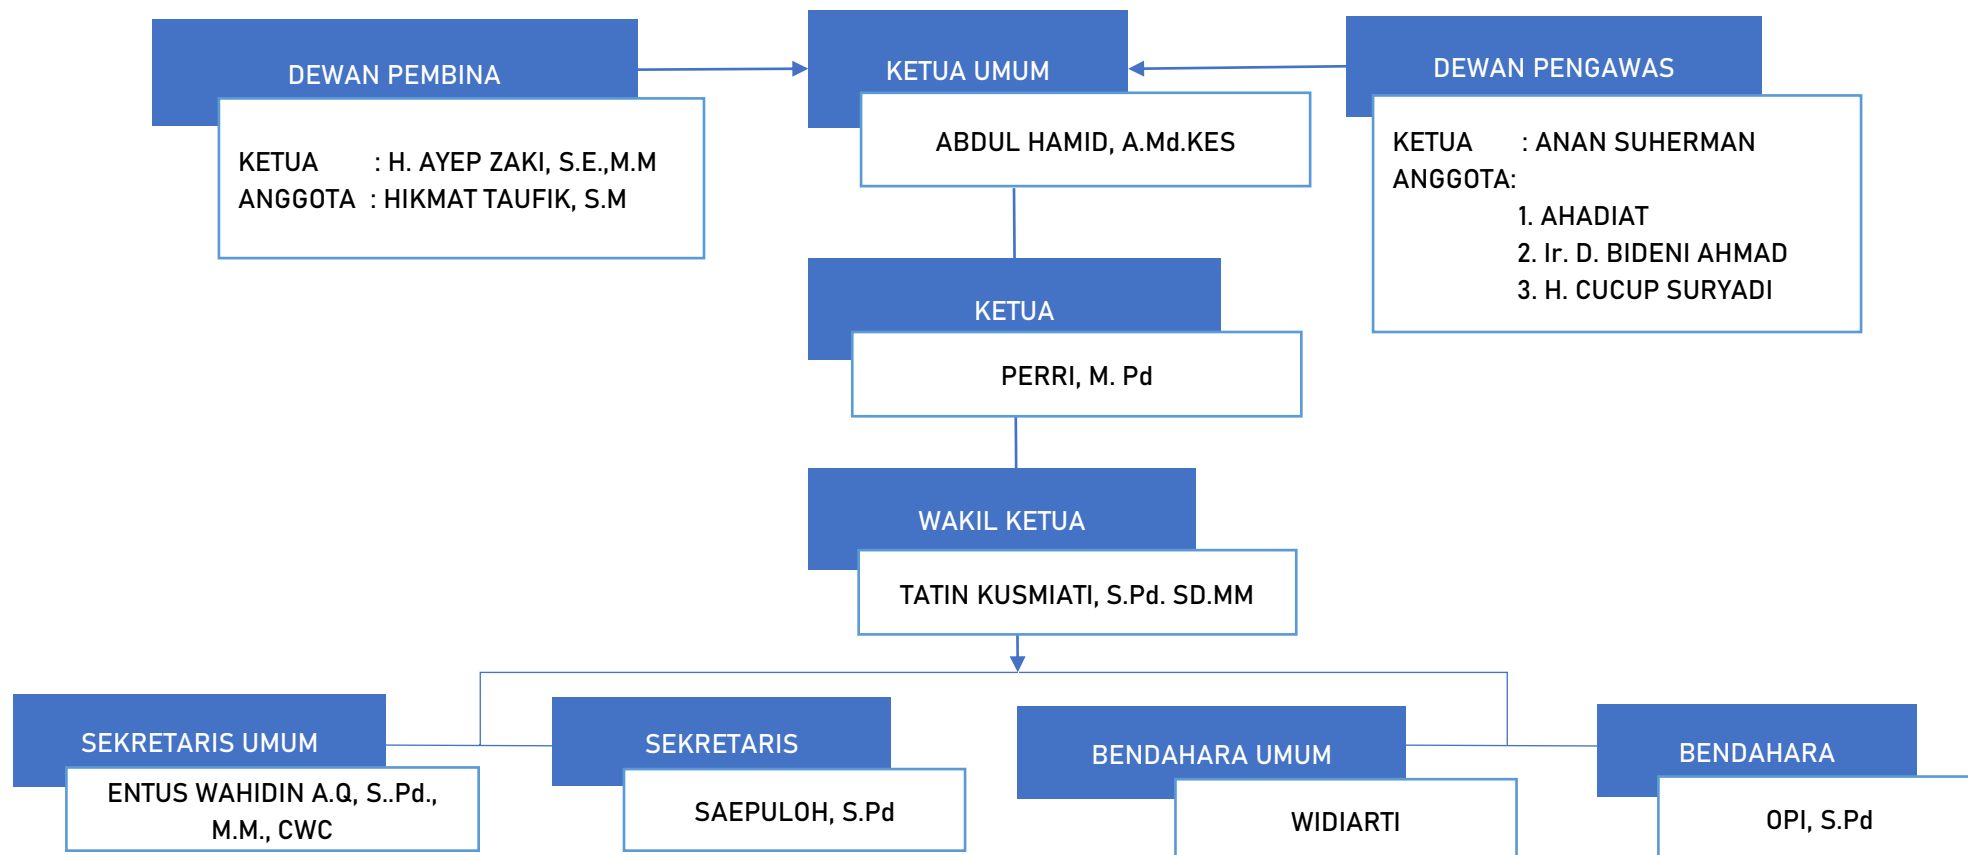 DEWAN PEMBINA
KETUA : H. AYEP ZAKI, S.E.,M.M
ANGGOTA : HIKMAT TAUFIK, S.M
KETUA UMUM
ABDUL HAMID, A.Md.KES
DEWAN PENGAWAS
KETUA : ANAN SUHERMAN
ANGGOTA:
1. AHADIAT
2. Ir. D. BIDENI AHMAD
3. H. CUCUP SURYADI
KETUA
PERRI, M. Pd
WAKIL KETUA
TATIN KUSMIATI, S.Pd. SD.MM
SEKRETARIS UMUM
ENTUS WAHIDIN A.Q, S..Pd.,
M.M., CWC
SEKRETARIS
SAEPULOH, S.Pd
BENDAHARA UMUM
WIDIARTI
BENDAHARA
OPI, S.Pd